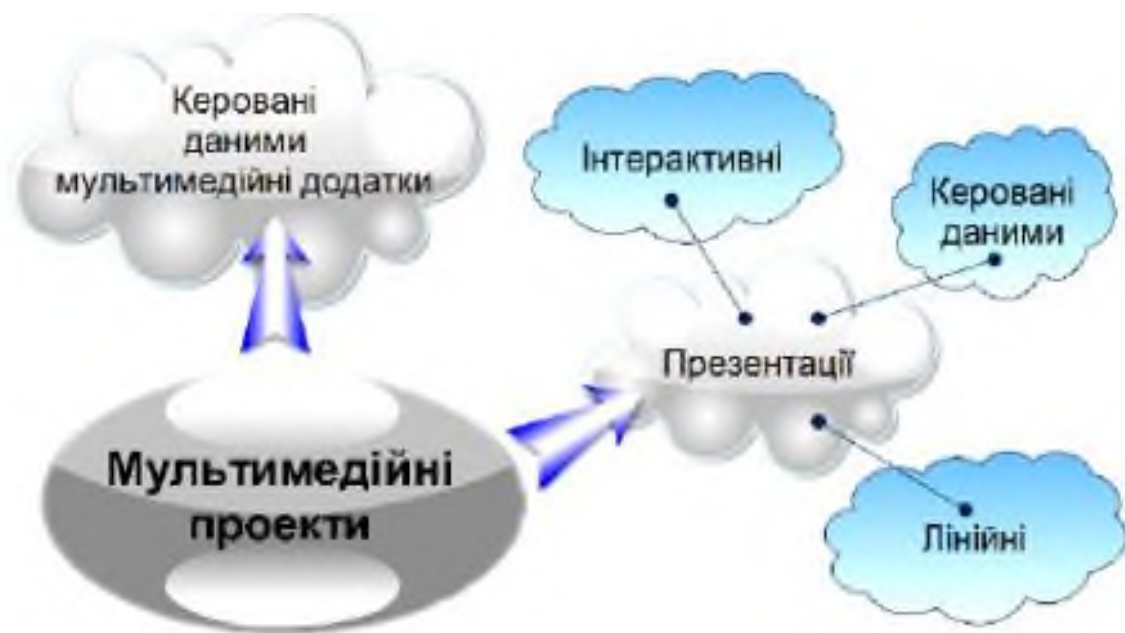 Керовані
даними
мультимедійні додатки
Інтерактивні
Керовані
даними
Презентації
Мультимедійні
проекти
Лінійні